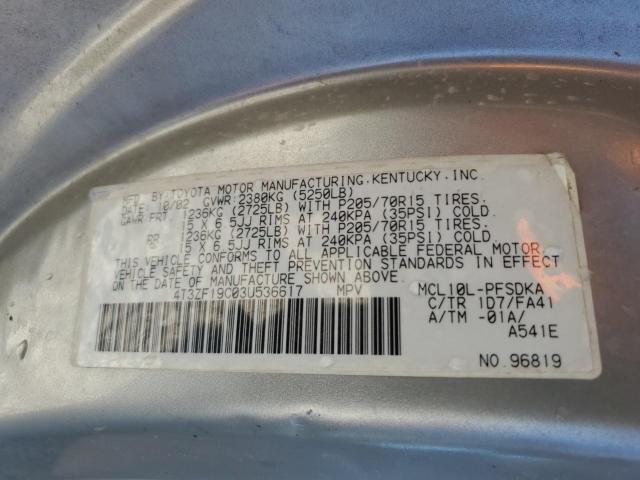 MFD. BY TOYOTA MOTOR MANUFACTURING, KENTUCKY, INC.
DATE: 10/02 GVWR: 2380KG (5250LB)
GAWR: FRT. 1236KG (2725LB) WITH P205/70R15 TIRES.
15 X 6.5JJ RIMS AT 240KPA (35PSI) COLD.
RR 1236KG (2725LB) WITH P205/70R15 TIRES.
15 X 6.5JJ RIMS AT 240KPA (35PSI) COLD.
THIS VEHICLE CONFORMS TO ALL APPLICABLE FEDERAL MOTOR
VEHICLE SAFETY AND THEFT PREVENTION STANDARDS IN EFFECT
ON THE DATE OF MANUFACTURE SHOWN ABOVE.
4T3ZF19C03U536617 MPV MCL10L-PFSDKA
C/TR 1D7/FA41
A/TM -01A/
A541E
NO.96819